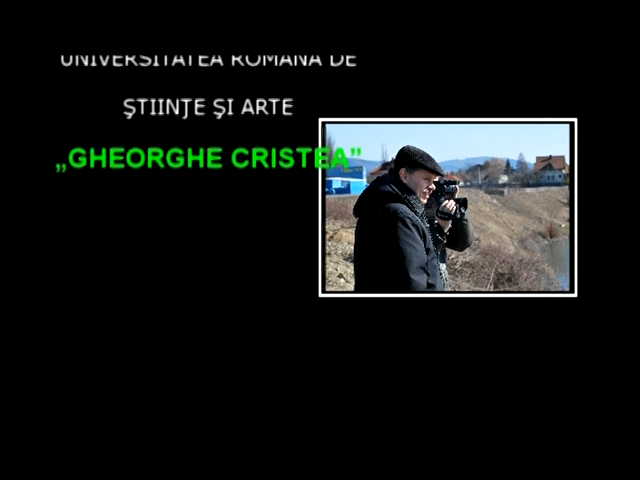 UNIVERSITATEA ROMÂNĂ DE
ŞTIINŢE ŞI ARTE
„GHEORGHE CRISTEA”